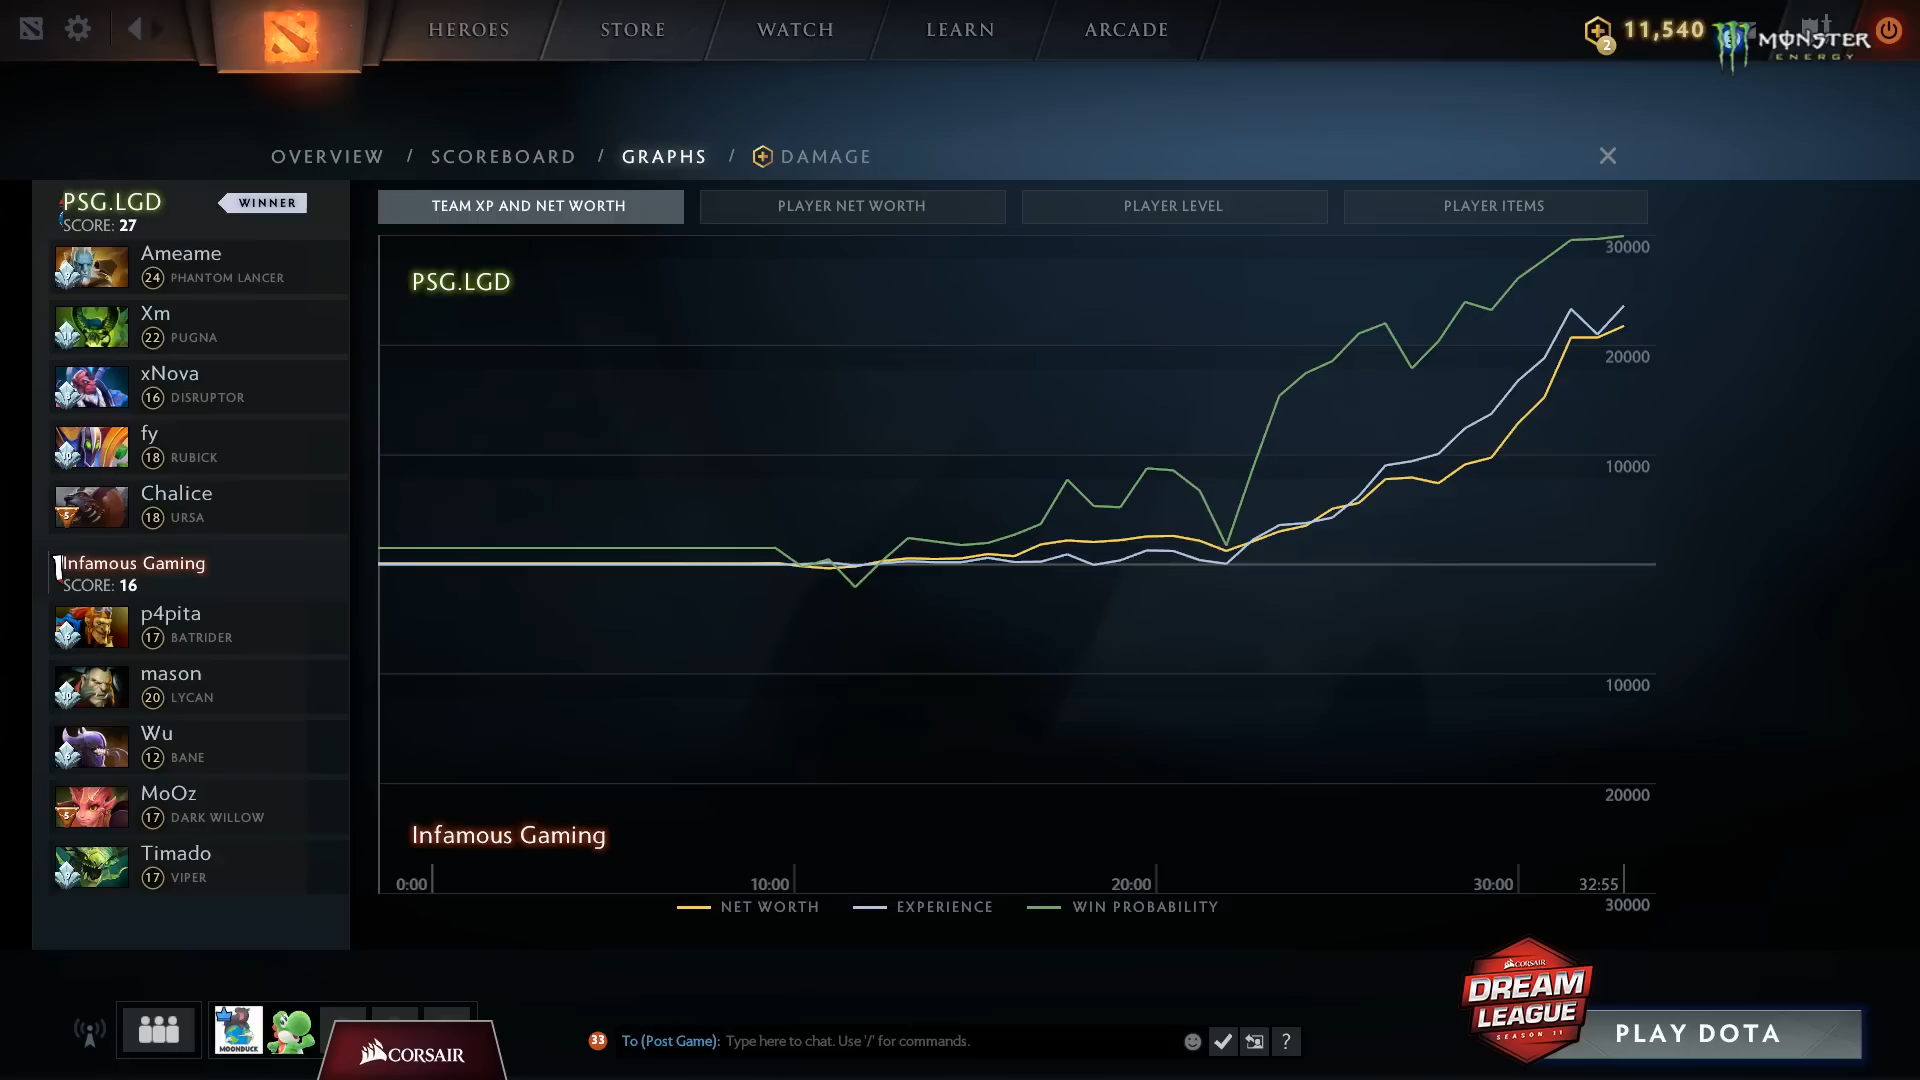 HEROES
STORE
WATCH
LEARN
ARCADE
11,540
2
MONSTER
ENERGY
OVERVIEW / SCOREBOARD / GRAPHS / DAMAGE
PSG.LGD
WINNER
SCORE: 27
Ameame
24 PHANTOM LANCER
Xm
22 PUGNA
xNova
16 DISRUPTOR
fy
18 RUBICK
Chalice
18 URSA
Infamous Gaming
SCORE: 16
p4pita
17 BATRIDER
mason
20 LYCAN
Wu
12 BANE
MoOz
17 DARK WILLOW
Timado
17 VIPER
TEAM XP AND NET WORTH
PLAYER NET WORTH
PLAYER LEVEL
PLAYER ITEMS
PSG.LGD
30000
20000
10000
10000
20000
30000
Infamous Gaming
0:00
10:00
20:00
30:00
32:55
NET WORTH
EXPERIENCE
WIN PROBABILITY
MOONDUCK
CORSAIR
33
To (Post Game): Type here to chat. Use '/' for commands.
?
CORSAIR
DREAM
LEAGUE
SEASON 11
PLAY DOTA